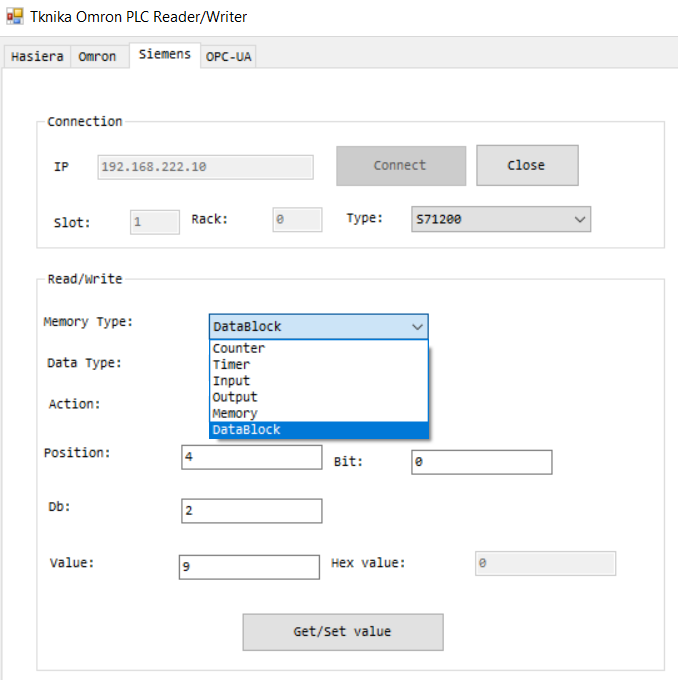 Tknika Omron PLC Reader/Writer
Hasiera Omron Siemens OPC-UA
Connection
IP 192.168.222.10 Connect Close
Slot: 1 Rack: 0 Type: S71200
Read/Write
Memory Type: DataBlock
Counter
Data Type: Timer
Input
Action: Output
Memory
DataBlock
Position: 4 Bit: 0
Db: 2
Value: 9 Hex value: 0
Get/Set value